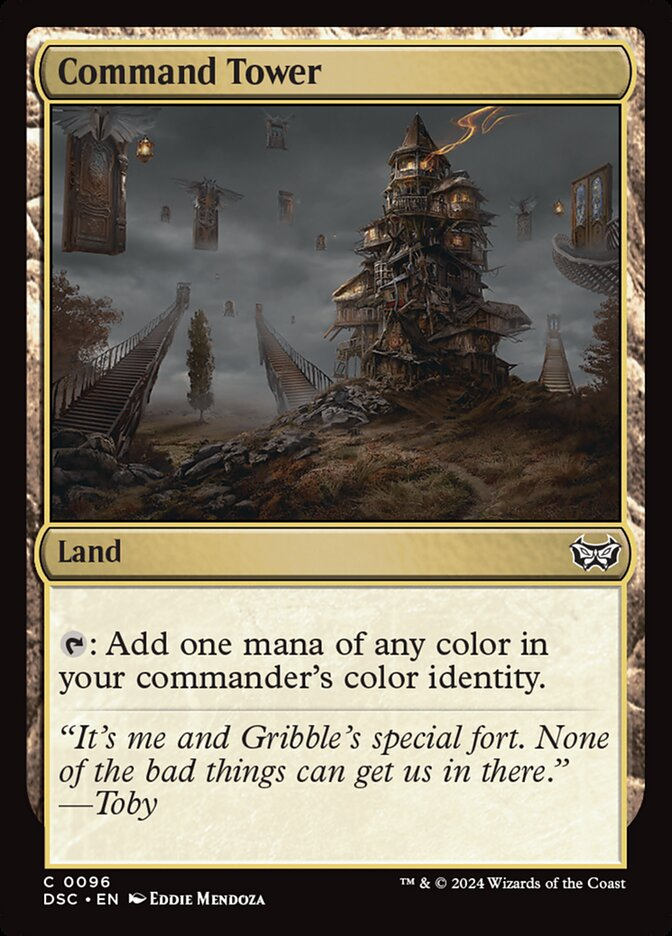 Command Tower
Land
: Add one mana of any color in
your commander’s color identity.
“It’s me and Gribble’s special fort. None
of the bad things can get us in there.”
—Toby
C 0096
DSC • EN Eddie Mendoza
™ & © 2024 Wizards of the Coast